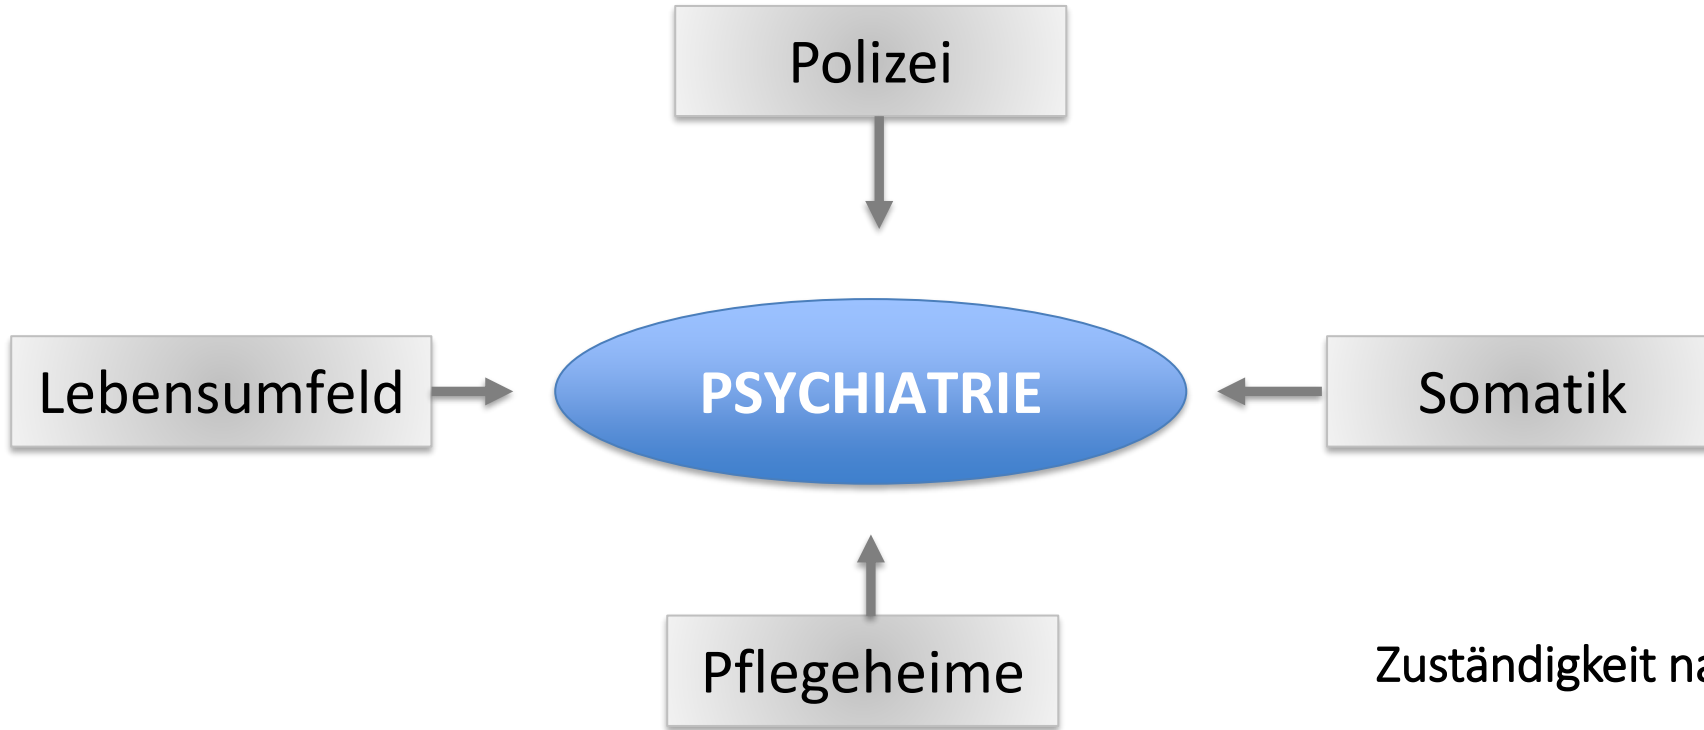 Polizei
Lebensumfeld
PSYCHIATRIE
Somatik
Pflegeheime
Zuständigkeit